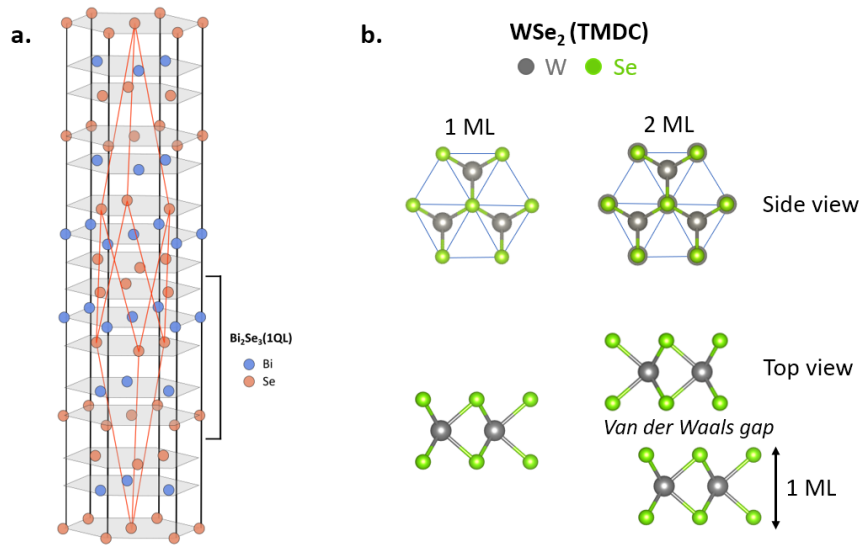 a.
Bi₂Se₃(1QL)
Bi
Se
b.
WSe₂ (TMDC)
W Se
1 ML 2 ML
Side view
Top view
Van der Waals gap
1 ML